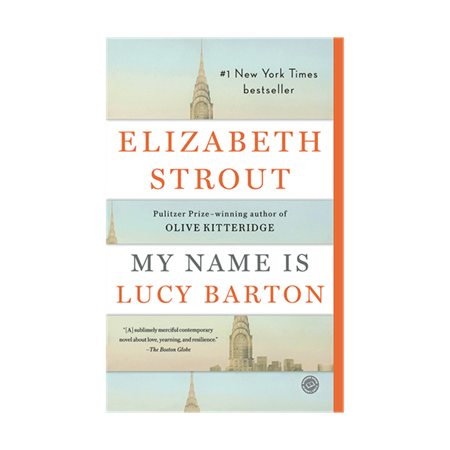 #1 New York Times
bestseller
ELIZABETH
STROUT
Pulitzer Prize–winning author of
OLIVE KITTERIDGE
MY NAME IS
LUCY BARTON
"[A] sublimely merciful contemporary
novel about love, yearning, and resilience."
–The Boston Globe